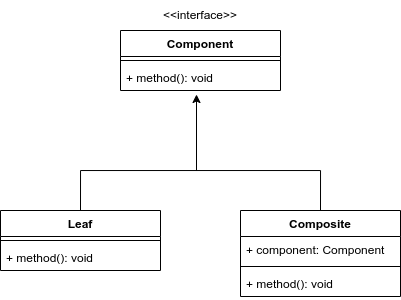 <<interface>>
Component
+ method(): void
Leaf
+ method(): void
Composite
+ component: Component
+ method(): void